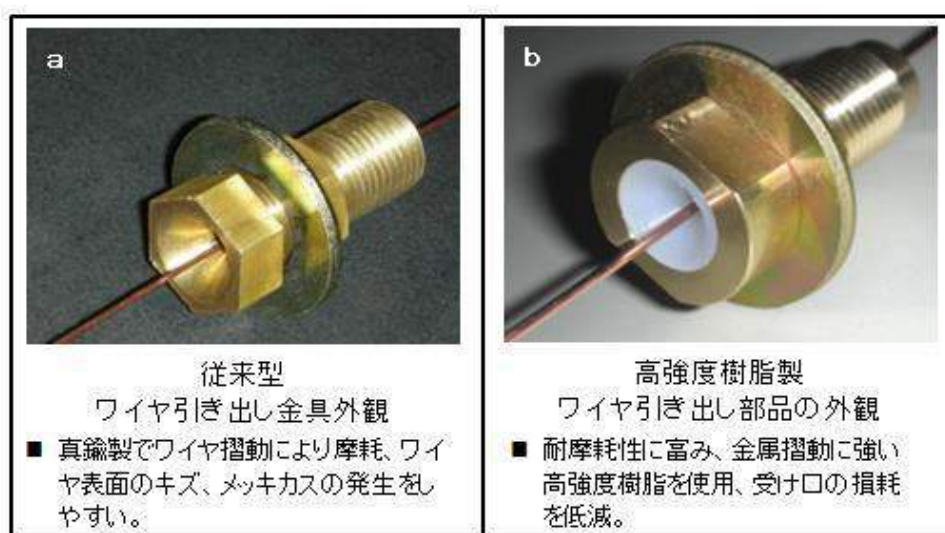 a
従来型
ワイヤ引き出し金具外観
■ 真鍮製でワイヤ摺動により摩耗、ワイ
ヤ表面のキズ、メッキカスの発生をし
やすい。
b
高強度樹脂製
ワイヤ引き出し部品の外観
■ 耐摩耗性に富み、金属摺動に強い
高強度樹脂を使用、受け口の損耗
を低減。